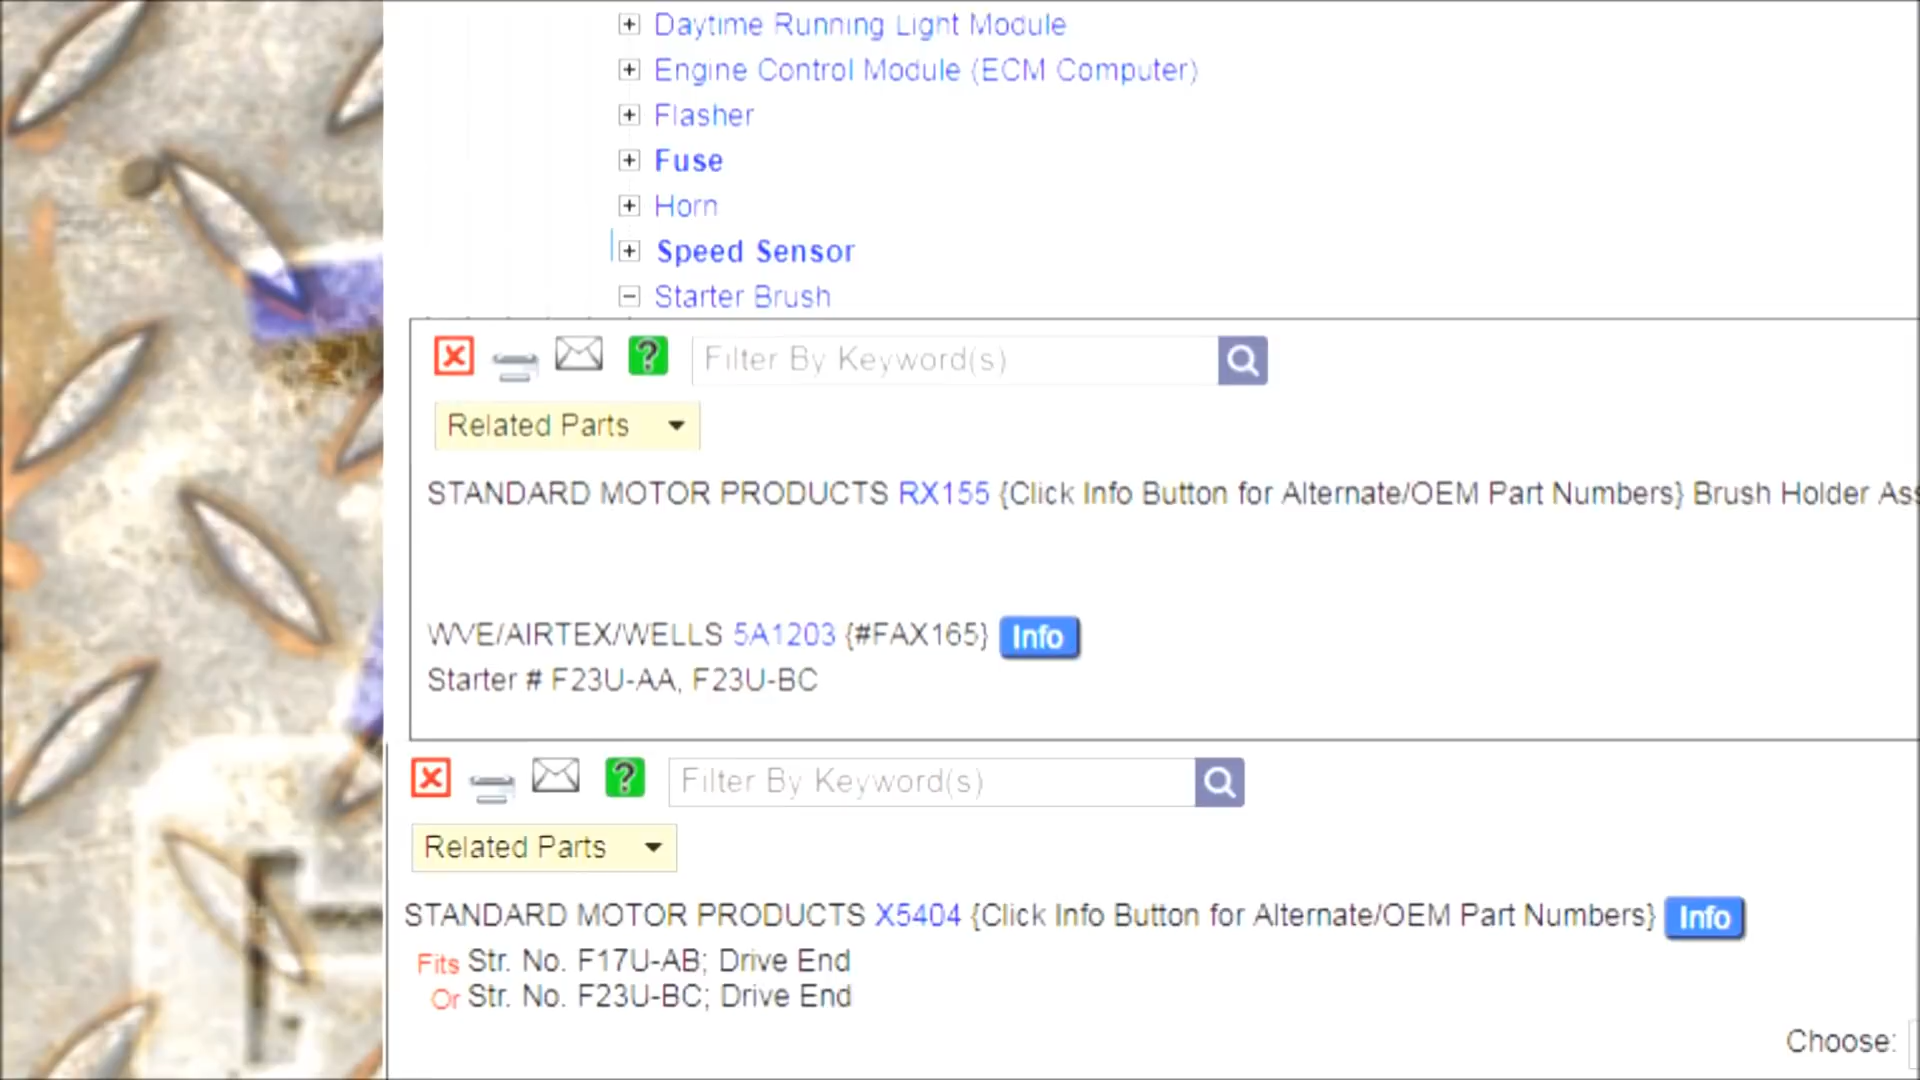 Daytime Running Light Module
Engine Control Module (ECM Computer)
Flasher
Fuse
Horn
Speed Sensor
Starter Brush
Filter By Keyword(s)
Related Parts
STANDARD MOTOR PRODUCTS RX155 {Click Info Button for Alternate/OEM Part Numbers} Brush Holder Ass
WVE/AIRTEX/WELLS 5A1203 {#FAX165} Info
Starter # F23U-AA, F23U-BC
Filter By Keyword(s)
Related Parts
STANDARD MOTOR PRODUCTS X5404 {Click Info Button for Alternate/OEM Part Numbers} Info
Fits Str. No. F17U-AB; Drive End
Or Str. No. F23U-BC; Drive End
Choose: